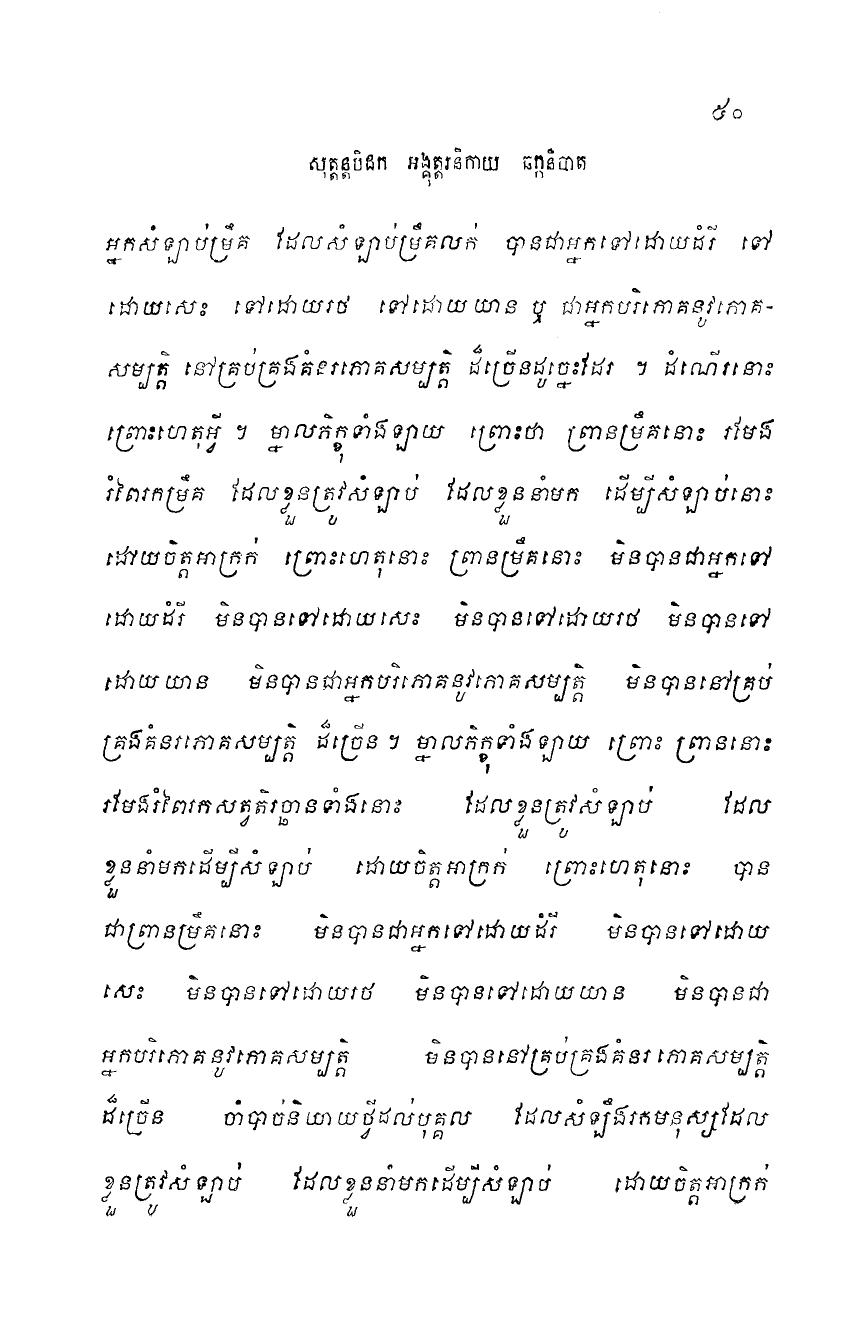 ៥០
សុត្តន្តបិដក អង្គុត្តរនិកាយ ឆក្កនិបាត
អ្នកសំឡាប់ម្រឹគ ដែលសំឡាប់ម្រឹគលក់ បានជាអ្នកទៅដោយដំរី ទៅ
ដោយសេះ ទៅដោយរថ ទៅដោយយាន ឬ ជាអ្នកបរិភោគនូវភោគ-
សម្បត្តិ នៅគ្រប់គ្រងគំនរភោគសម្បត្តិ ដ៏ច្រើនដូច្នេះដែរ ។ ដំណើរនោះ
ព្រោះហេតុអ្វី ។ ម្នាលភិក្ខុទាំងឡាយ ព្រោះថា ព្រានម្រឹគនោះ រមែង
រំពៃរកម្រឹគ ដែលខ្លួនត្រូវសំឡាប់ ដែលខ្លួននាំមក ដើម្បីសំឡាប់នោះ
ដោយចិត្តអាក្រក់ ព្រោះហេតុនោះ ព្រានម្រឹគនោះ មិនបានជាអ្នកទៅ
ដោយដំរី មិនបានទៅដោយសេះ មិនបានទៅដោយរថ មិនបានទៅ
ដោយយាន មិនបានជាអ្នកបរិភោគនូវភោគសម្បត្តិ មិនបាននៅគ្រប់
គ្រងគំនរភោគសម្បត្តិ ដ៏ច្រើន ។ ម្នាលភិក្ខុទាំងឡាយ ព្រោះ ព្រាននោះ
រមែងរំពៃរកសត្វតិរច្ឆានទាំងនោះ ដែលខ្លួនត្រូវសំឡាប់ ដែល
ខ្លួននាំមកដើម្បីសំឡាប់ ដោយចិត្តអាក្រក់ ព្រោះហេតុនោះ បាន
ជាព្រានម្រឹគនោះ មិនបានជាអ្នកទៅដោយដំរី មិនបានទៅដោយ
សេះ មិនបានទៅដោយរថ មិនបានទៅដោយយាន មិនបានជា
អ្នកបរិភោគនូវភោគសម្បត្តិ មិនបាននៅគ្រប់គ្រងគំនរ ភោគសម្បត្តិ
ដ៏ច្រើន ចាំបាច់និយាយថ្វីដល់បុគ្គល ដែលសំឡឹងរកមនុស្សដែល
ខ្លួនត្រូវសំឡាប់ ដែលខ្លួននាំមកដើម្បីសំឡាប់ ដោយចិត្តអាក្រក់